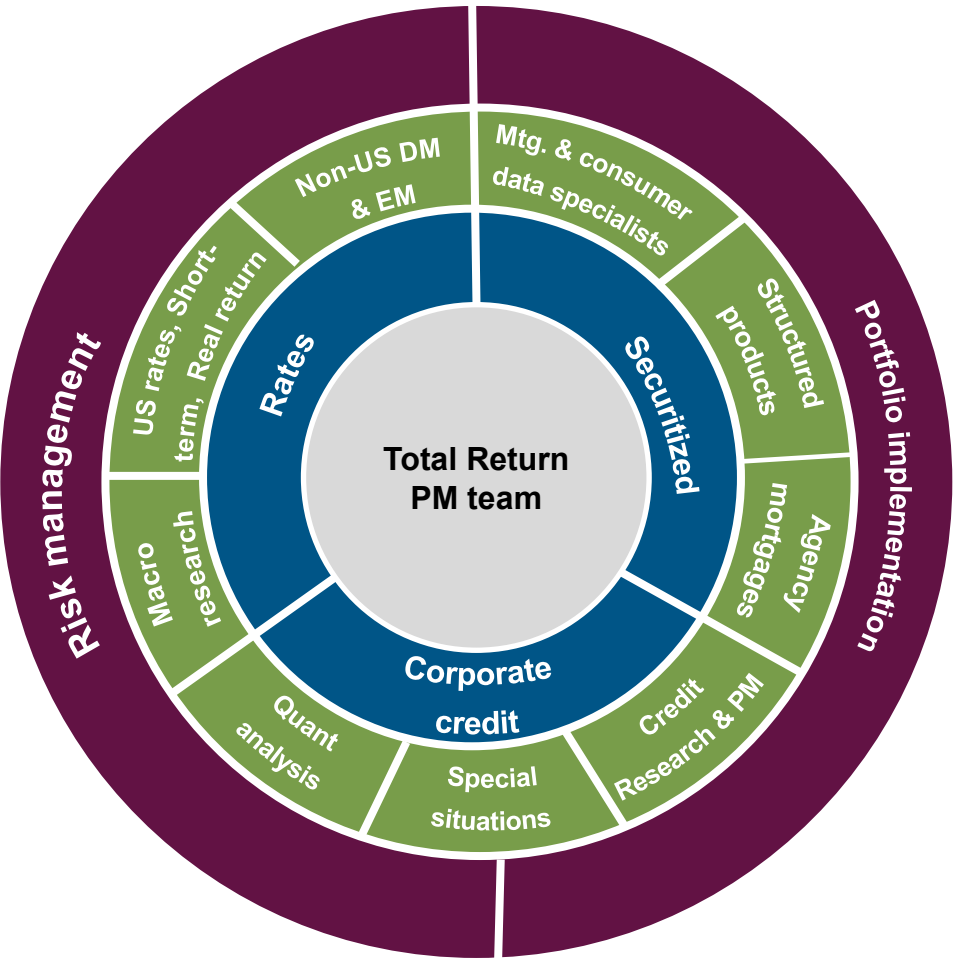 Total Return
PM team
Rates
Securitized
Corporate
credit
Non-US DM
& EM
Mtg. & consumer
data specialists
Structured
products
Agency
mortgages
Credit
Research & PM
Special
situations
Quant
analysis
Macro
research
US rates, Short-
term, Real return
Risk management
Portfolio implementation